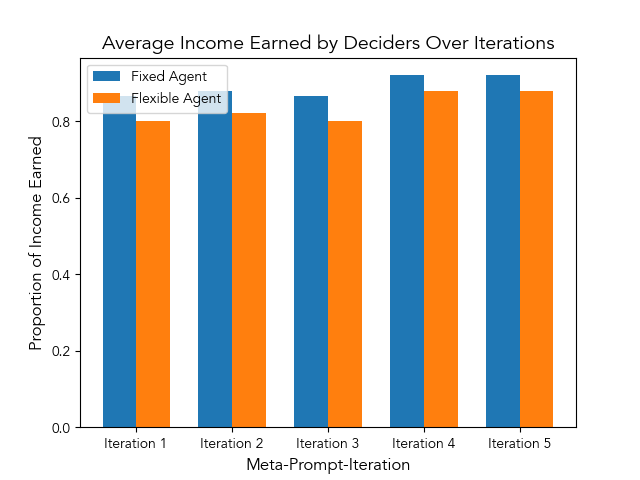 Average Income Earned by Deciders Over Iterations
Fixed Agent
Flexible Agent
Proportion of Income Earned
0.8
0.6
0.4
0.2
0.0
Iteration 1
Iteration 2
Iteration 3
Iteration 4
Iteration 5
Meta-Prompt-Iteration